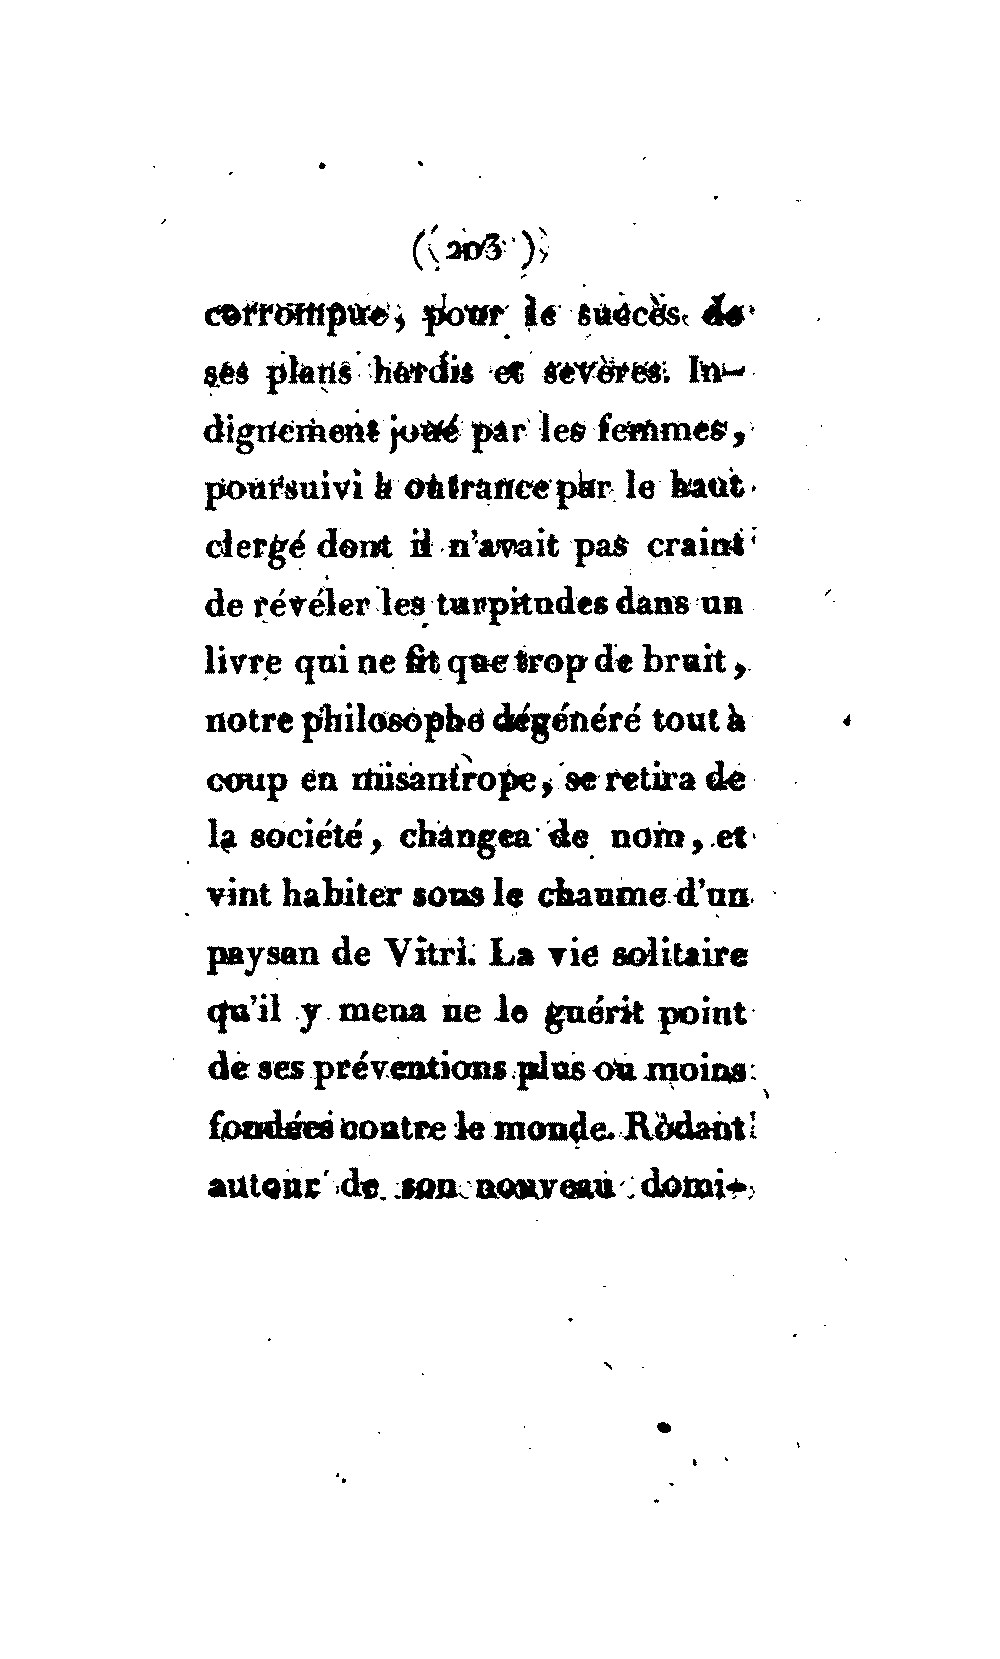 ( 203 )
corrompue, pour le succès de
ses plans hardis et sevères. In-
dignement joué par les femmes,
poursuivi à outrance par le haut
clergé dont il n'avait pas craint
de révéler les turpitudes dans un
livre qui ne fit que trop de bruit,
notre philosophe dégénéré tout à
coup en misantrope, se retira de
la société, changea de nom, et
vint habiter sous le chaume d'un
paysan de Vitri. La vie solitaire
qu'il y mena ne le guérit point
de ses préventions plus ou moins
fondées contre le monde. Rôdant
autour de son nouveau domi-